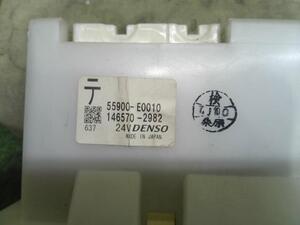 テ
55900-E0010
146570-2982
637 24V DENSO
MADE IN JAPAN
検